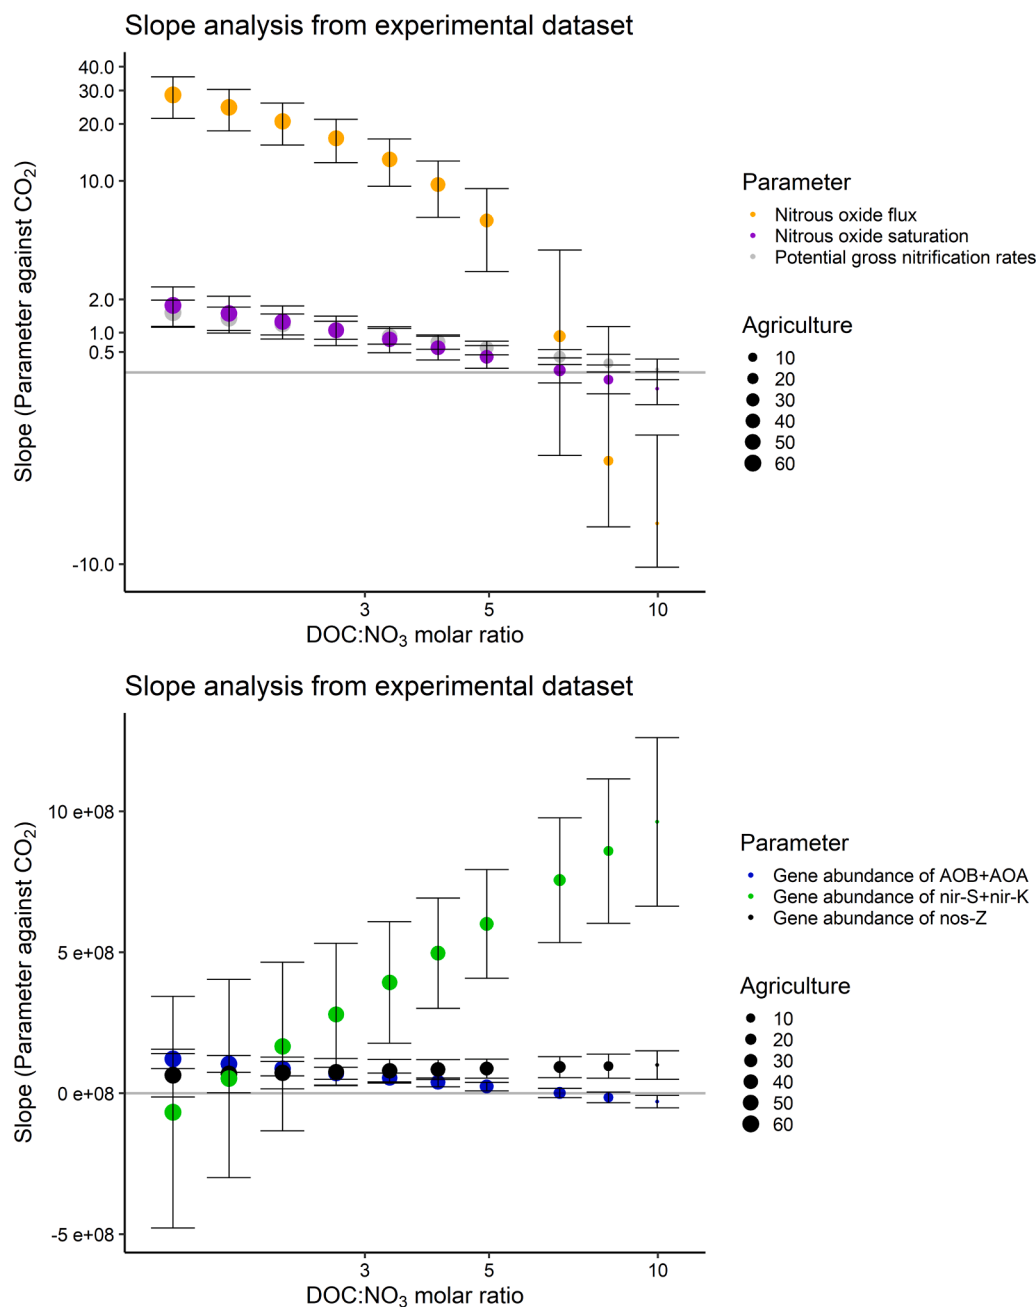 Slope analysis from experimental dataset
Slope (Parameter against CO₂)
40.0
30.0
20.0
10.0
2.0
1.0
0.5
-10.0
3
5
10
DOC:NO₃ molar ratio
Parameter
Nitrous oxide flux
Nitrous oxide saturation
Potential gross nitrification rates
Agriculture
10
20
30
40
50
60
Slope analysis from experimental dataset
Slope (Parameter against CO₂)
10 e+08
5 e+08
0 e+08
-5 e+08
3
5
10
DOC:NO₃ molar ratio
Parameter
Gene abundance of AOB+AOA
Gene abundance of nir-S+nir-K
Gene abundance of nos-Z
Agriculture
10
20
30
40
50
60